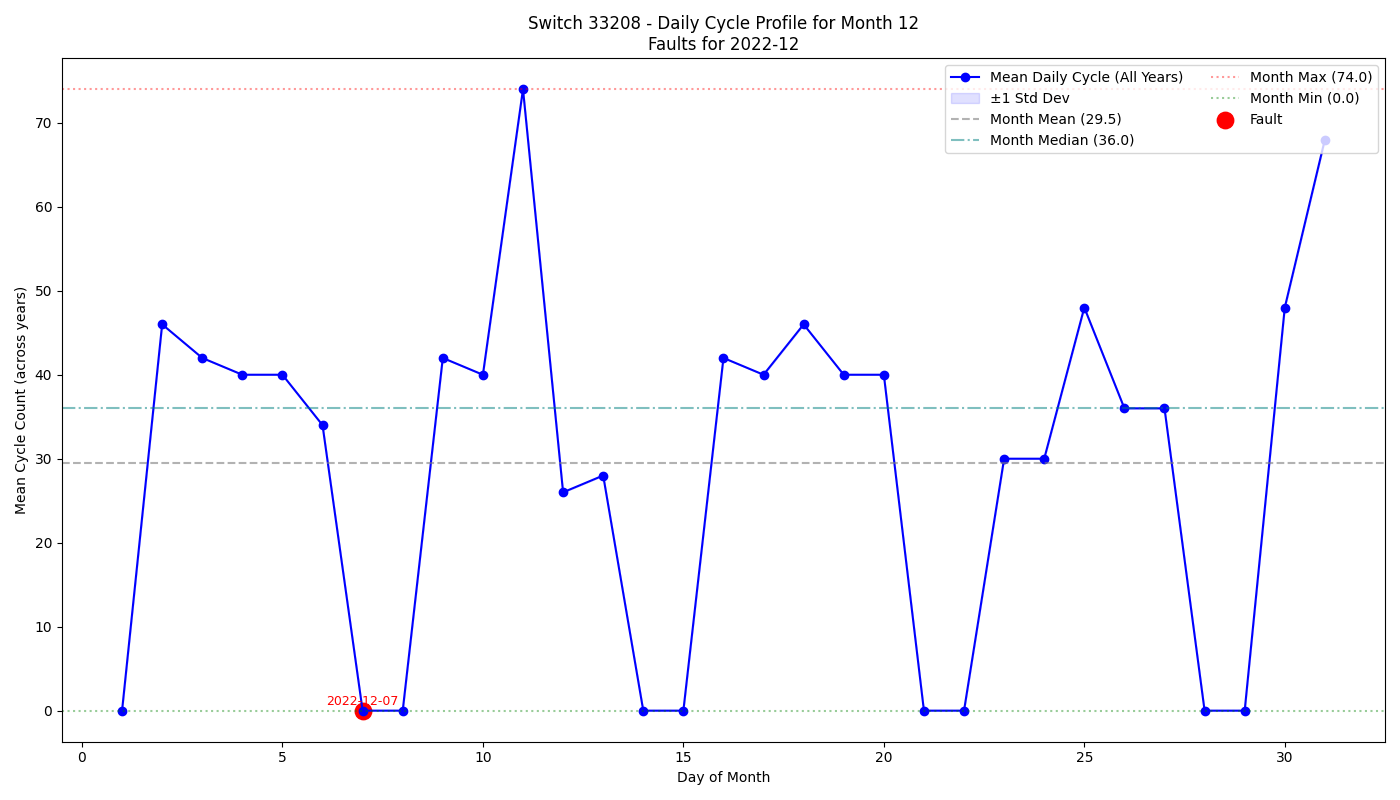 Switch 33208 - Daily Cycle Profile for Month 12
Faults for 2022-12
Mean Daily Cycle (All Years)
±1 Std Dev
Month Mean (29.5)
Month Median (36.0)
Month Max (74.0)
Month Min (0.0)
Fault
Mean Cycle Count (across years)
70
60
50
40
30
20
10
0
2022-12-07
0 5 10 15 20 25 30
Day of Month